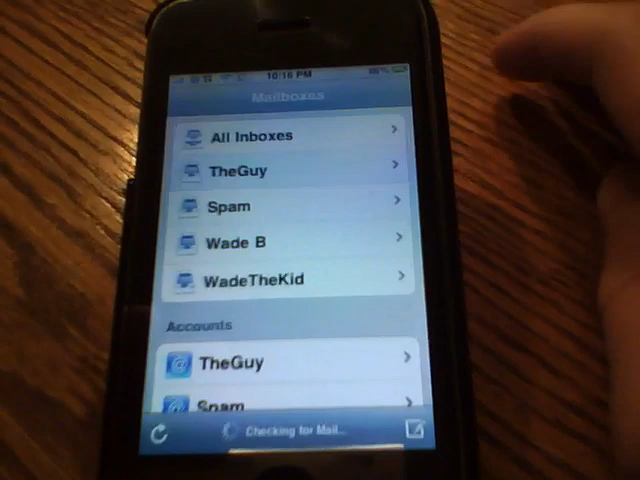 10:16 PM
Mailboxes
All Inboxes
TheGuy
Spam
Wade B
WadeTheKid
Accounts
TheGuy
Spam
Checking for Mail...